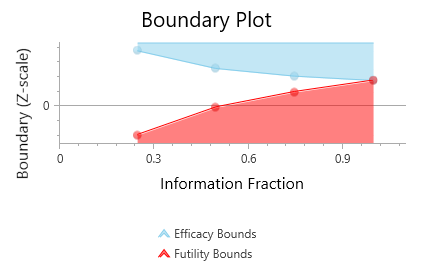 Boundary Plot
Boundary (Z-scale)
0
0
0.3
0.6
0.9
Information Fraction
Efficacy Bounds
Futility Bounds